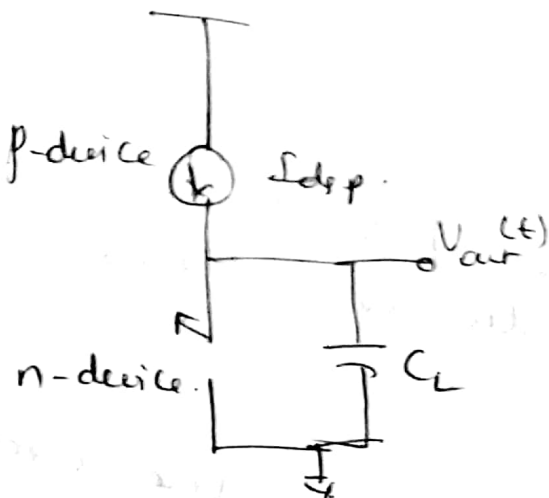 p-device
Idsp.
Vout(t)
n-device.
CL